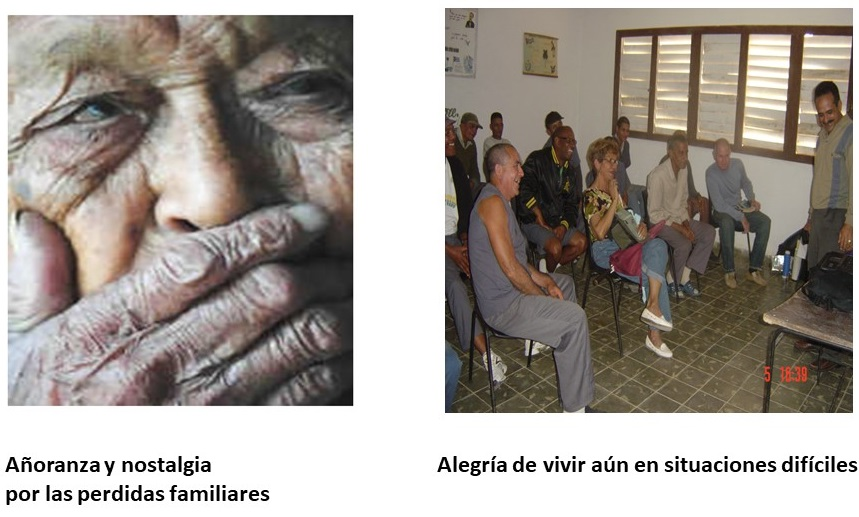 5 18:39
Añoranza y nostalgia
por las perdidas familiares
Alegría de vivir aún en situaciones difíciles